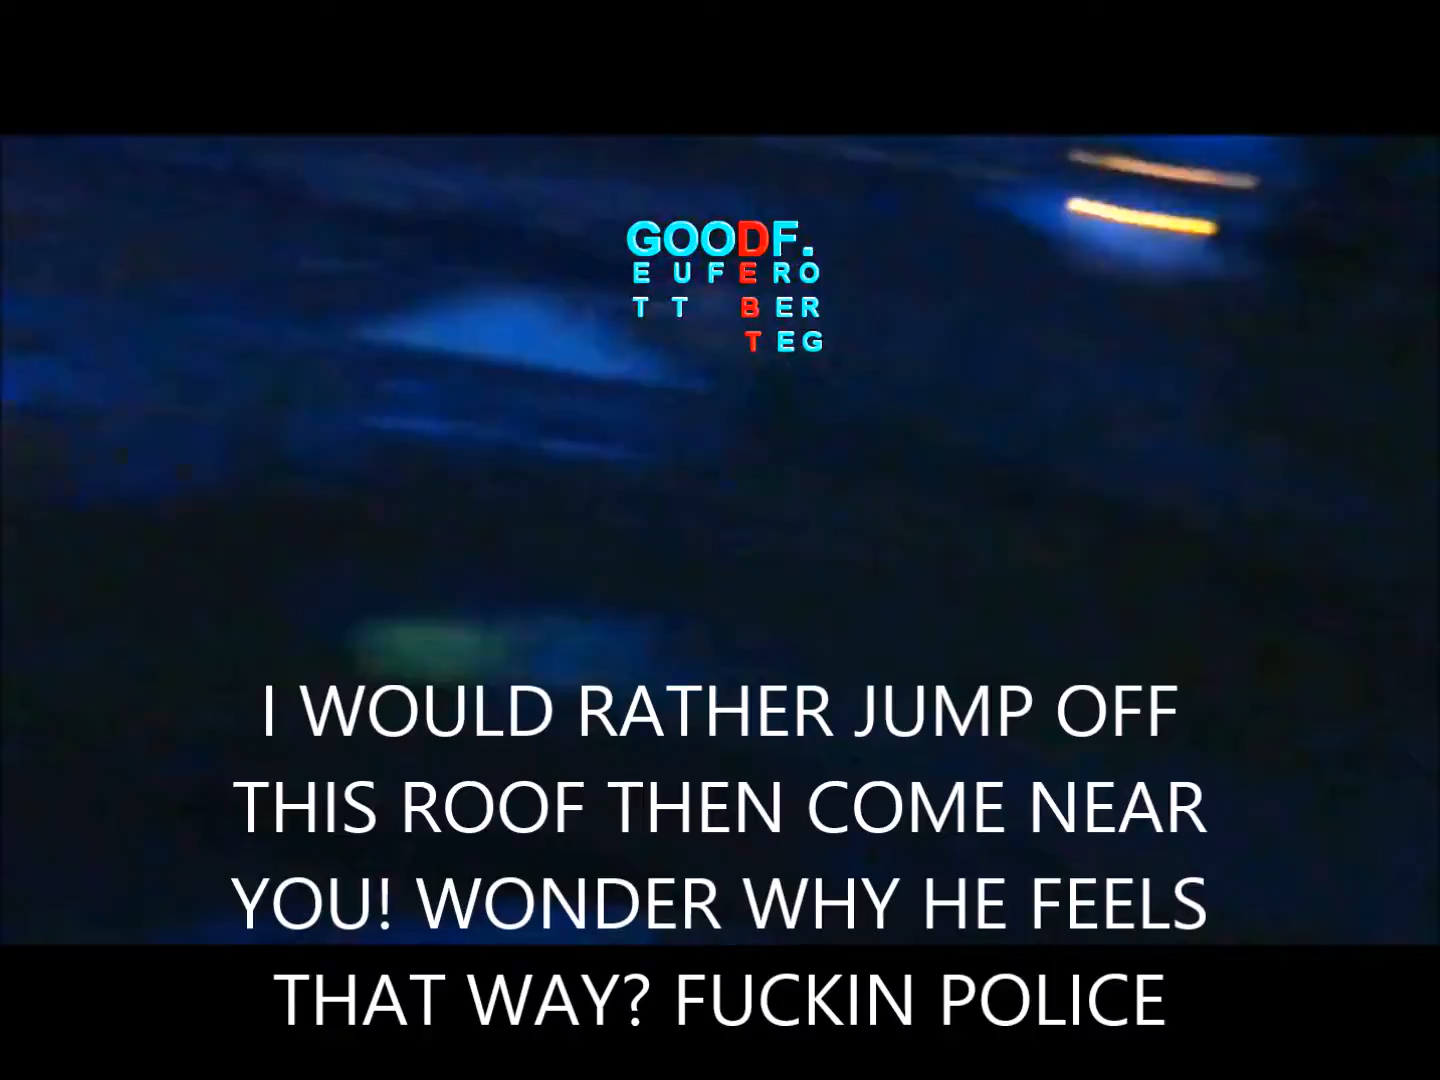 GOODF.
E U F E R O
T T B E R
T E G
I WOULD RATHER JUMP OFF
THIS ROOF THEN COME NEAR
YOU! WONDER WHY HE FEELS
THAT WAY? FUCKIN POLICE